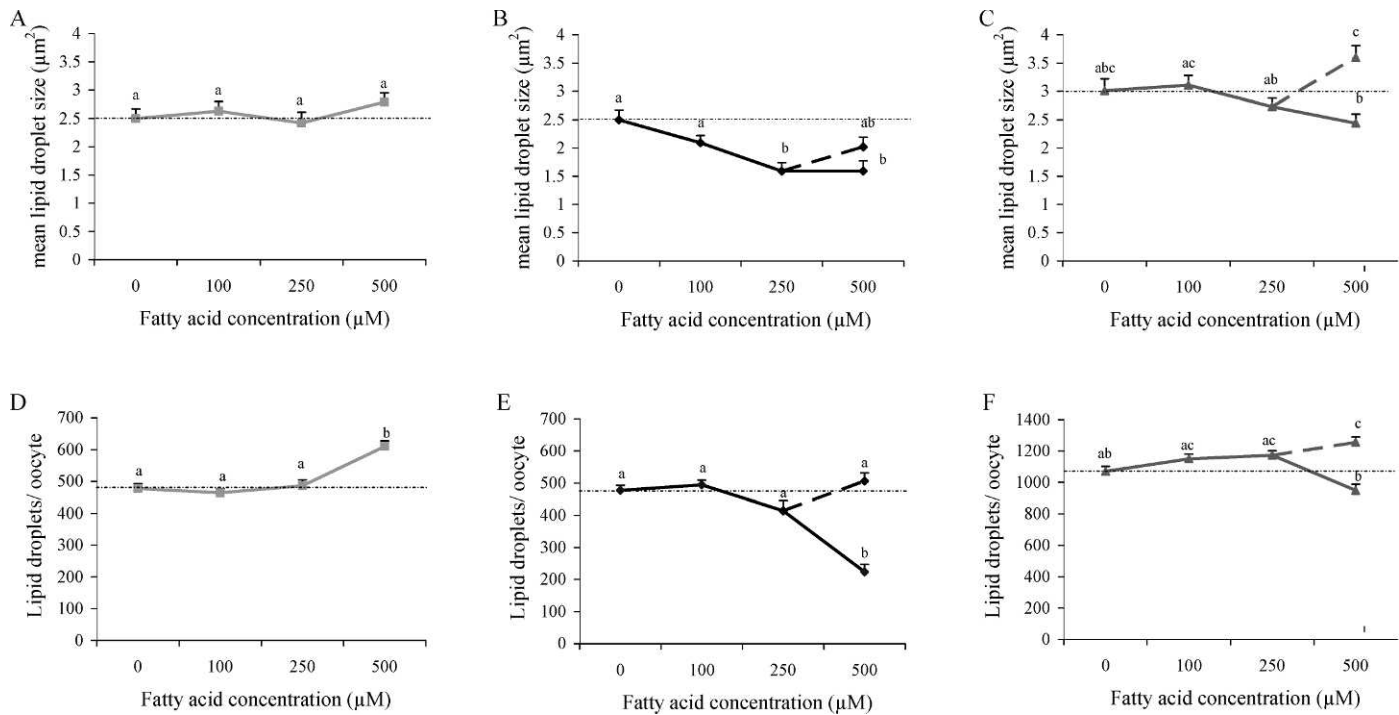 A
mean lipid droplet size (µm²)
4
3.5
3
2.5
2
1.5
1
0.5
0
a
a
a
a
0 100 250 500
Fatty acid concentration (µM)
B
mean lipid droplet size (µm²)
4
3.5
3
2.5
2
1.5
1
0.5
0
a
a
b
ab
b
0 100 250 500
Fatty acid concentration (µM)
C
mean lipid droplet size (µm²)
4
3.5
3
2.5
2
1.5
1
0.5
0
abc
ac
ab
c
b
0 100 250 500
Fatty acid concentration (µM)
D
Lipid droplets/ oocyte
700
600
500
400
300
200
100
0
a
a
a
b
0 100 250 500
Fatty acid concentration (µM)
E
Lipid droplets/ oocyte
700
600
500
400
300
200
100
0
a
a
a
a
b
0 100 250 500
Fatty acid concentration (µM)
F
Lipid droplets/ oocyte
1400
1200
1000
800
600
400
200
0
ab
ac
ac
c
b
0 100 250 500
Fatty acid concentration (µM)